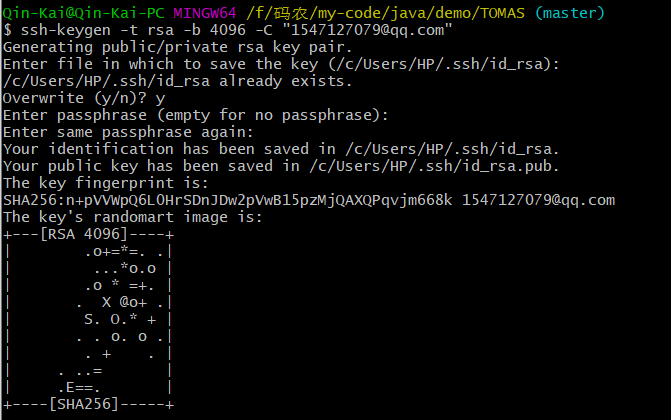 Qin-Kai@Qin-Kai-PC MINGW64 /f/码农/my-code/java/demo/TOMAS (master)
$ ssh-keygen -t rsa -b 4096 -C "1547127079@qq.com"
Generating public/private rsa key pair.
Enter file in which to save the key (/c/Users/HP/.ssh/id_rsa):
/c/Users/HP/.ssh/id_rsa already exists.
Overwrite (y/n)? y
Enter passphrase (empty for no passphrase):
Enter same passphrase again:
Your identification has been saved in /c/Users/HP/.ssh/id_rsa.
Your public key has been saved in /c/Users/HP/.ssh/id_rsa.pub.
The key fingerprint is:
SHA256:n+pVVWpQ6LOHrSDnJDw2pVwB15pzMjQAXQPqvjm668k 1547127079@qq.com
The key's randomart image is:
+---[RSA 4096]----+
|        .o+=*=. .|
|         ...*o.o |
|        .o * =+. |
|       .  X @o+ .|
|        S. O.* + |
|       . . o. o .|
|        . +    . |
|     . ..=       |
|     .E==.       |
+----[SHA256]-----+